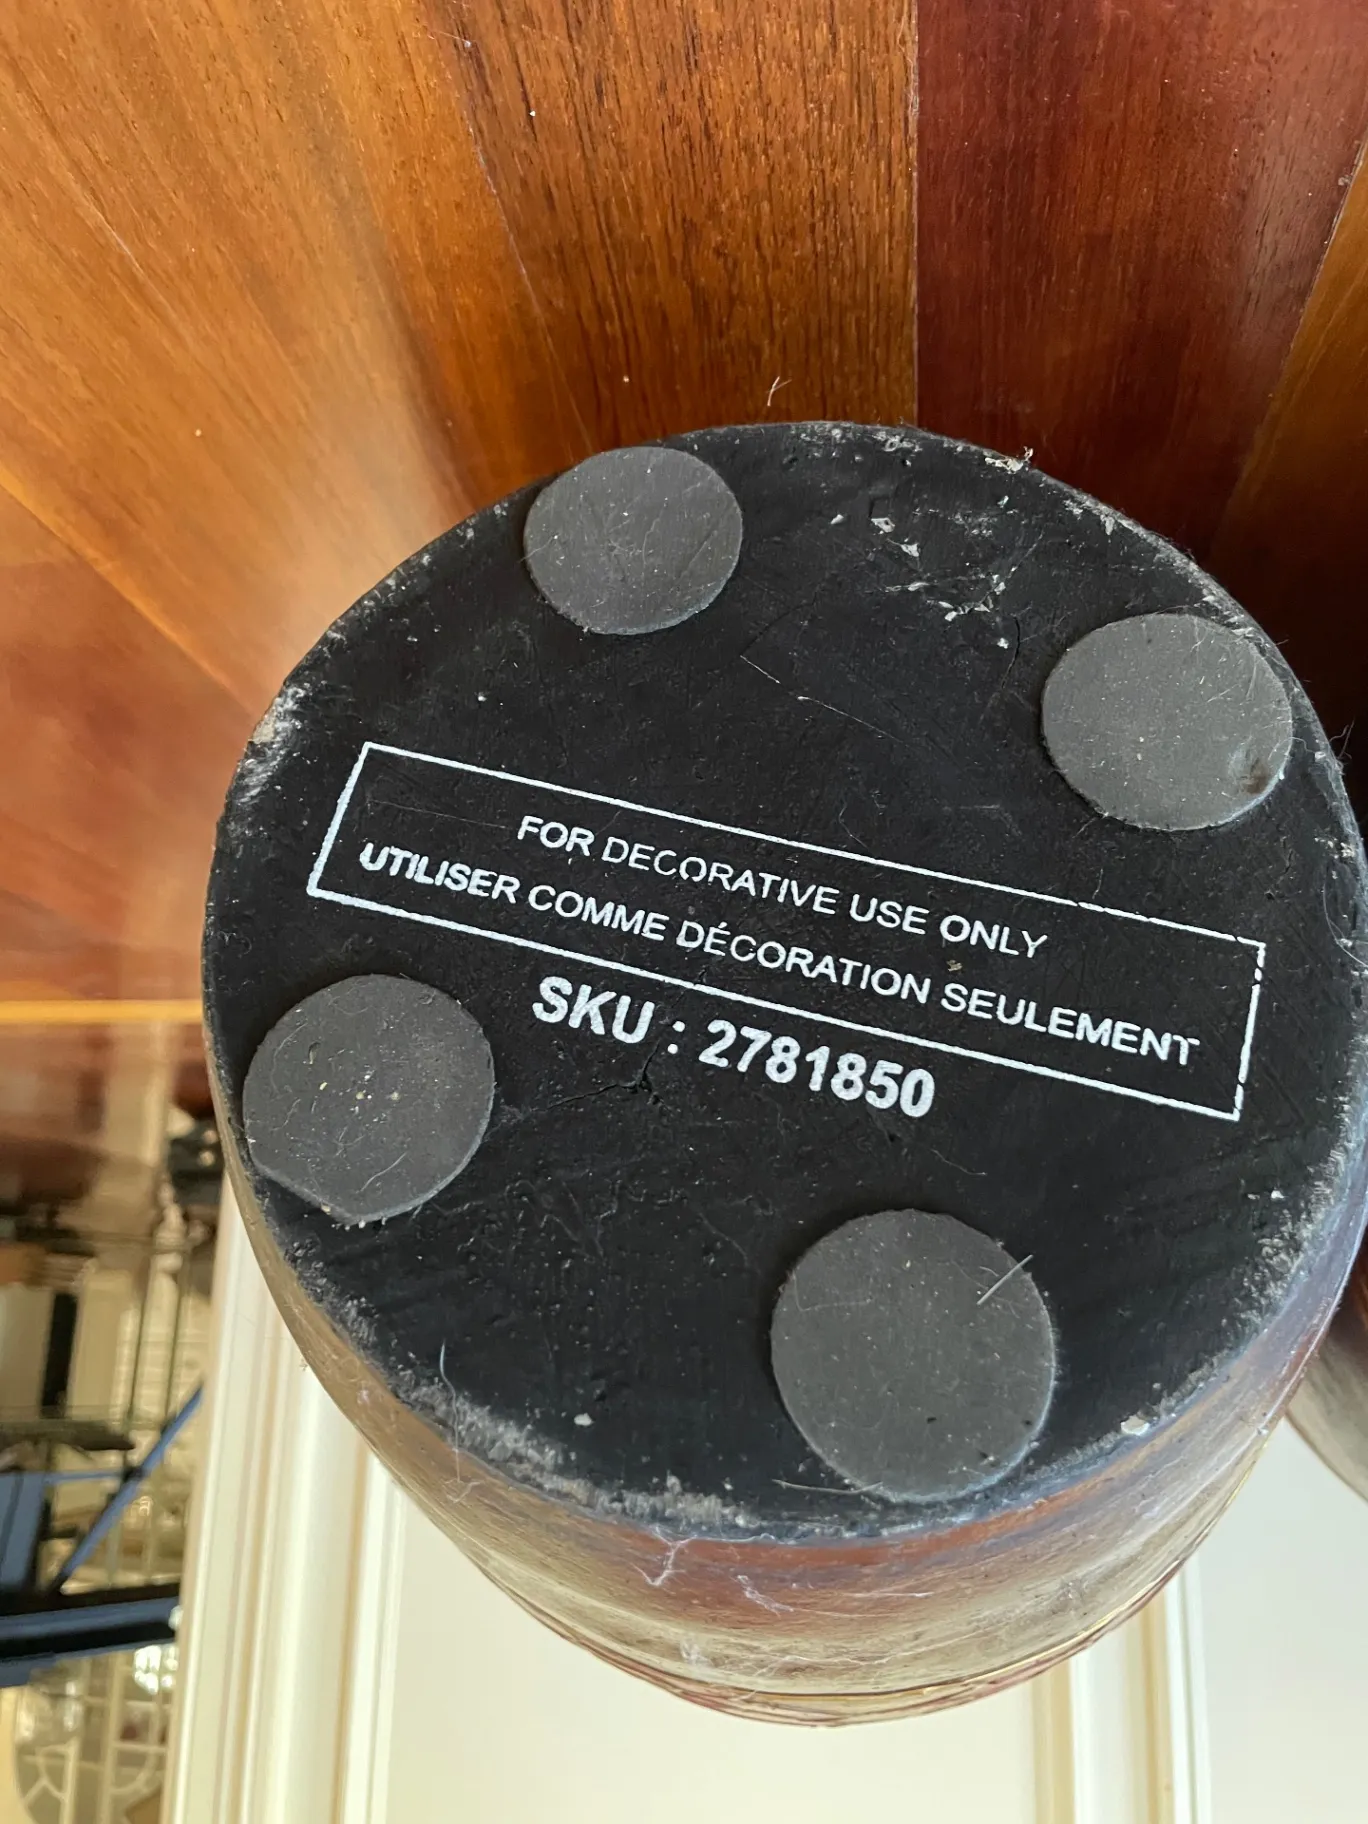 FOR DECORATIVE USE ONLY
UTILISER COMME DÉCORATION SEULEMENT
SKU : 2781850